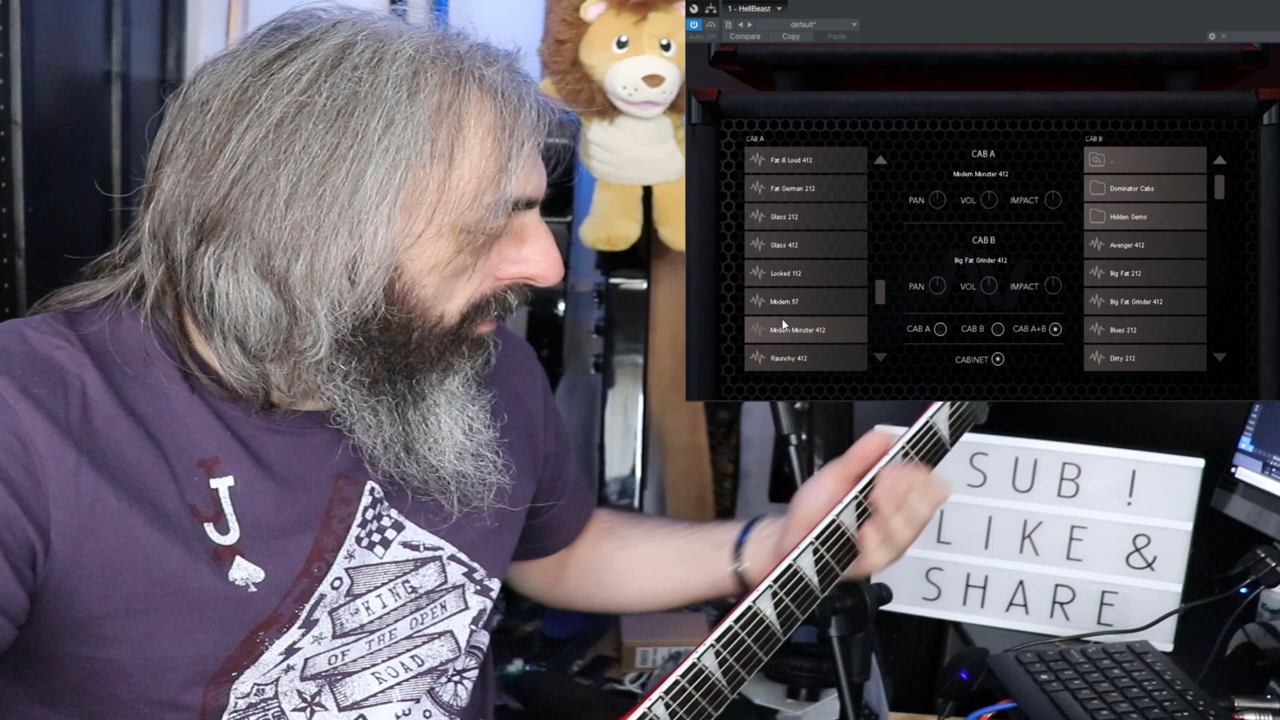 1 - HellBeast
default*
Auto: Off
Compare
Copy
Paste
CAB A
Fat & Loud 412
Fat German 212
Glass 212
Glass 412
Locked 112
Modern 57
Modern Monster 412
Raunchy 412
CAB A
Modern Monster 412
PAN
VOL
IMPACT
CAB B
Big Fat Grinder 412
PAN
VOL
IMPACT
CAB A
CAB B
CAB A+B
CABINET
CAB B
..
Dominator Cabs
Hidden Gems
Avenger 412
Big Fat 212
Big Fat Grinder 412
Blues 212
Dirty 212
SUB !
LIKE &
SHARE
J
KING
OF THE OPEN
ROAD